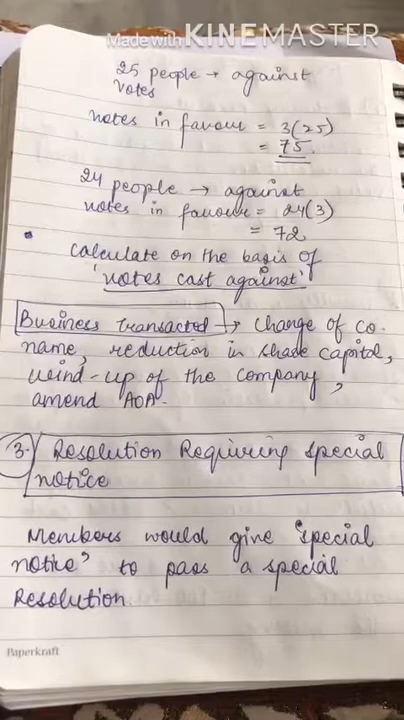 Made with KINEMASTER
25 people → against
votes
votes in favour = 3(25)
= 75
24 people → against
votes in favour = 24(3)
= 72
calculate on the basis of
'votes cast against'
Business transacted → change of co.
name, reduction in share capital,
wind-up of the company,
amend AOA.
3. Resolution Requiring special
notice
Members would give 'special
notice' to pass a special
Resolution.
Paperkraft